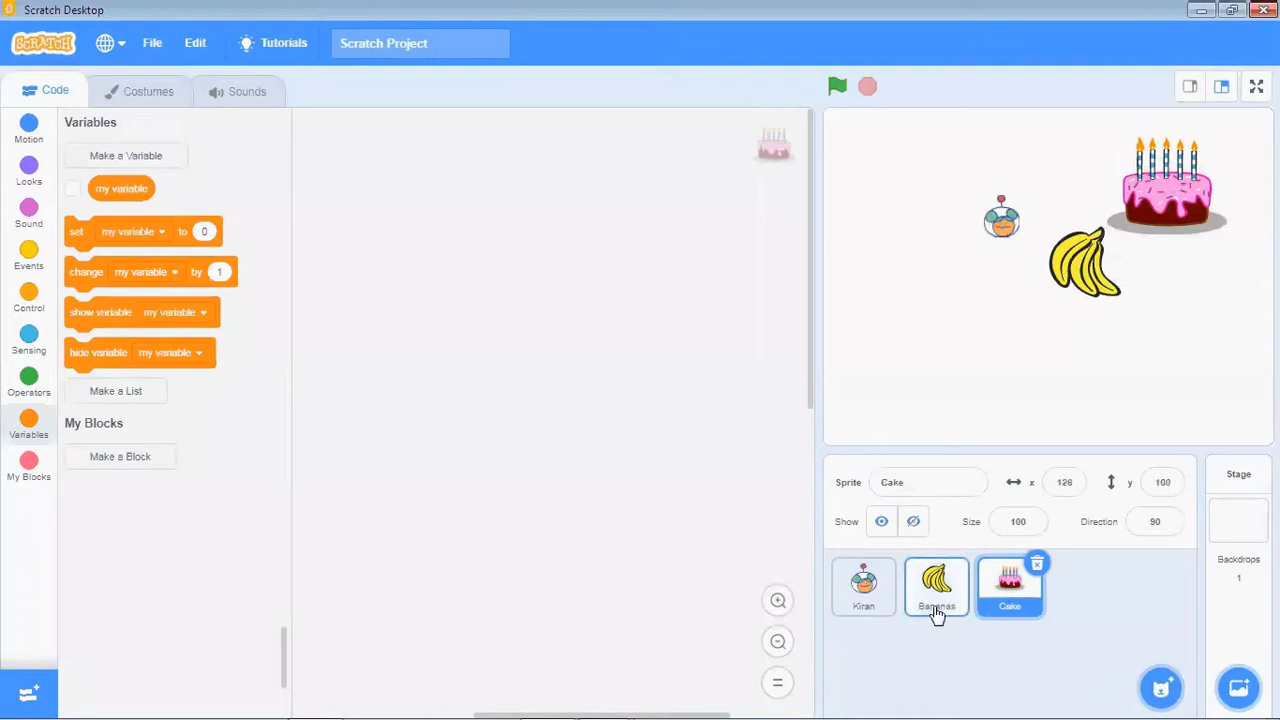 Scratch Desktop
SCRATCH File Edit Tutorials Scratch Project
Code Costumes Sounds
Motion
Looks
Sound
Events
Control
Sensing
Operators
Variables
My Blocks
Variables
Make a Variable
my variable
set my variable to 0
change my variable by 1
show variable my variable
hide variable my variable
Make a List
My Blocks
Make a Block
Sprite Cake x 126 y 100
Show Size 100 Direction 90
Kiran Bananas Cake
Stage
Backdrops
1